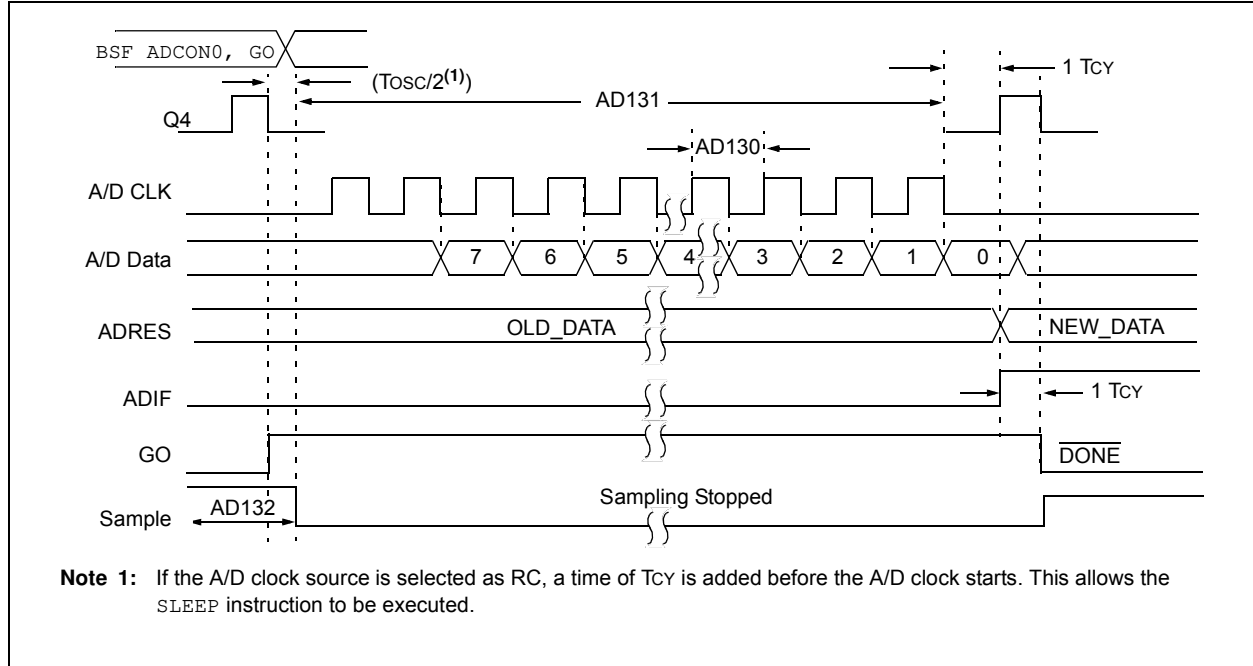 BSF ADCON0, GO
(TOSC/2(1))
1 TCY
AD131
Q4
AD130
A/D CLK
A/D Data
7 6 5 4 3 2 1 0
ADRES
OLD_DATA
NEW_DATA
ADIF
1 TCY
GO
DONE
Sample
AD132
Sampling Stopped
Note 1: If the A/D clock source is selected as RC, a time of TCY is added before the A/D clock starts. This allows the
SLEEP instruction to be executed.